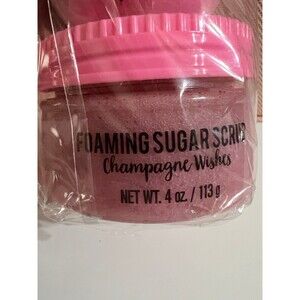 FOAMING SUGAR SCRUB
Champagne Wishes
NET WT. 4 oz. / 113 g